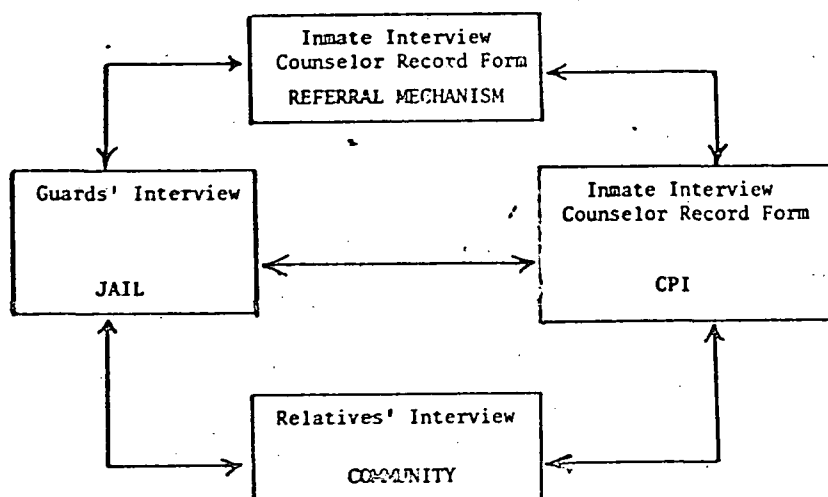 Inmate Interview
Counselor Record Form
REFERRAL MECHANISM
Guards' Interview
JAIL
Inmate Interview
Counselor Record Form
CPI
Relatives' Interview
COMMUNITY